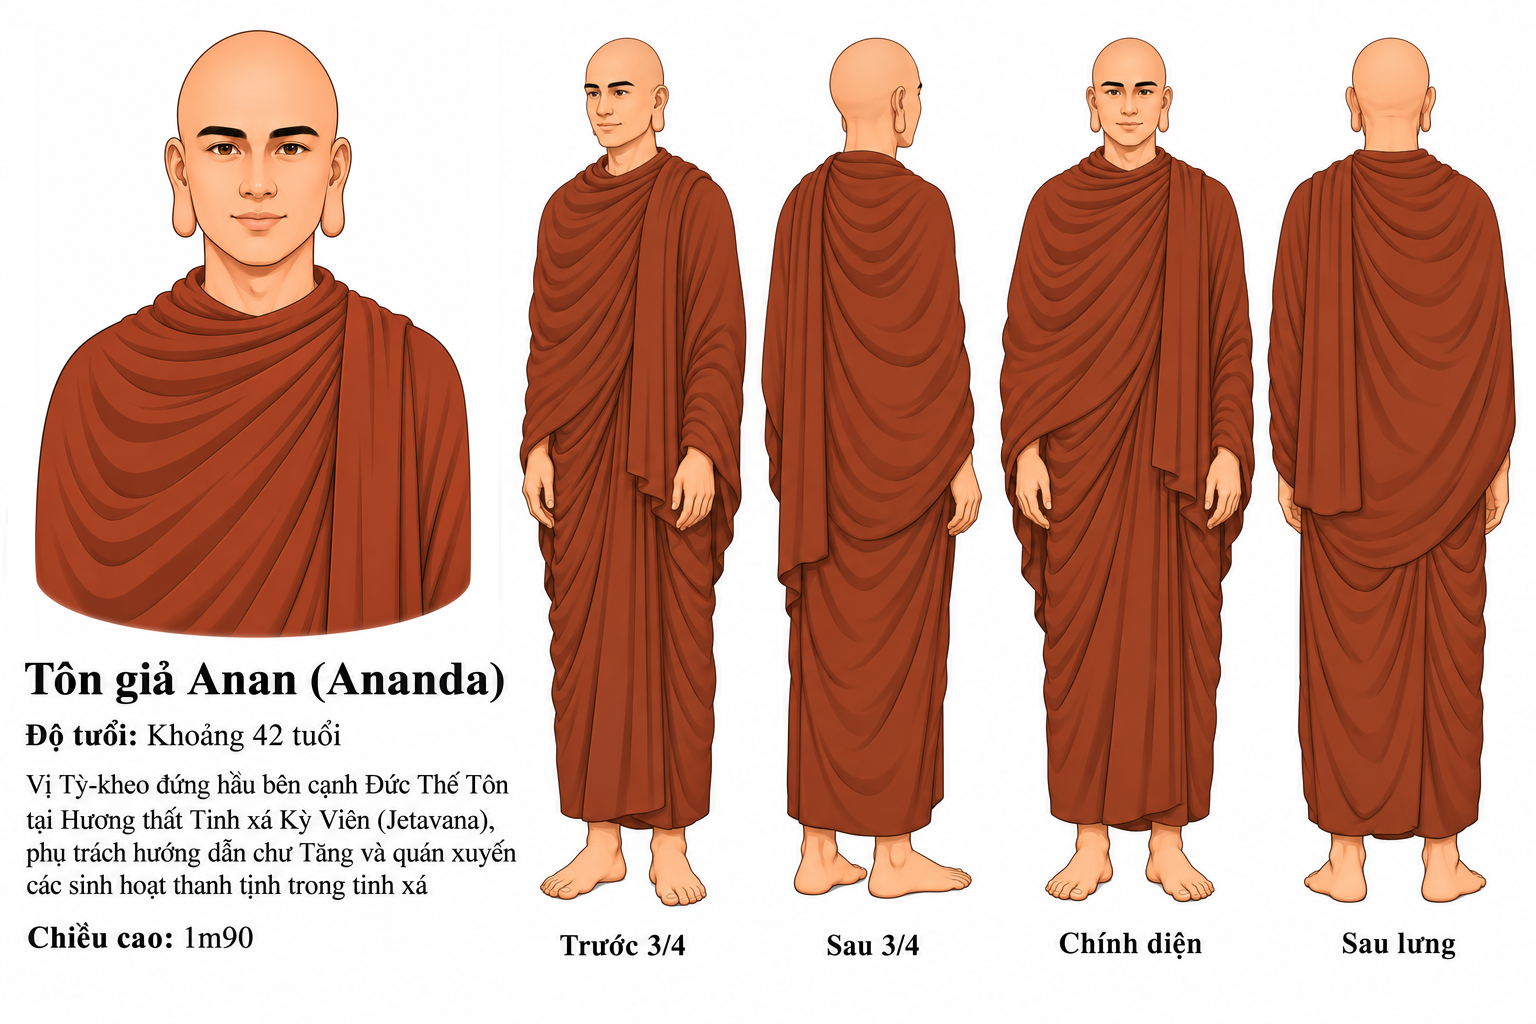 Tôn giả Anan (Ananda)
Độ tuổi: Khoảng 42 tuổi
Vị Tỳ-kheo đứng hầu bên cạnh Đức Thế Tôn
tại Hương thất Tinh xá Kỳ Viên (Jetavana),
phụ trách hướng dẫn chư Tăng và quán xuyến
các sinh hoạt thanh tịnh trong tinh xá
Chiều cao: 1m90
Trước 3/4
Sau 3/4
Chính diện
Sau lưng